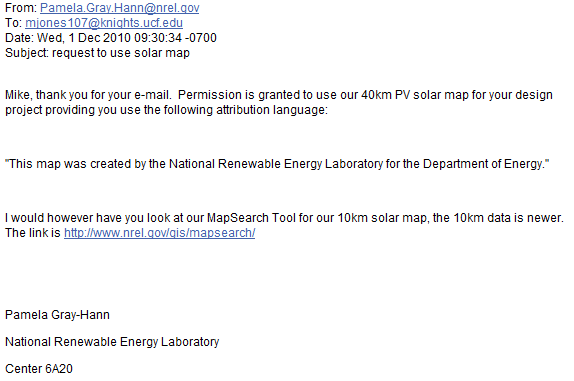 From: Pamela.Gray.Hann@nrel.gov
To: mjones107@knights.ucf.edu
Date: Wed, 1 Dec 2010 09:30:34 -0700
Subject: request to use solar map
Mike, thank you for your e-mail.  Permission is granted to use our 40km PV solar map for your design
project providing you use the following attribution language:
"This map was created by the National Renewable Energy Laboratory for the Department of Energy."
I would however have you look at our MapSearch Tool for our 10km solar map, the 10km data is newer.
The link is http://www.nrel.gov/gis/mapsearch/
Pamela Gray-Hann
National Renewable Energy Laboratory
Center 6A20